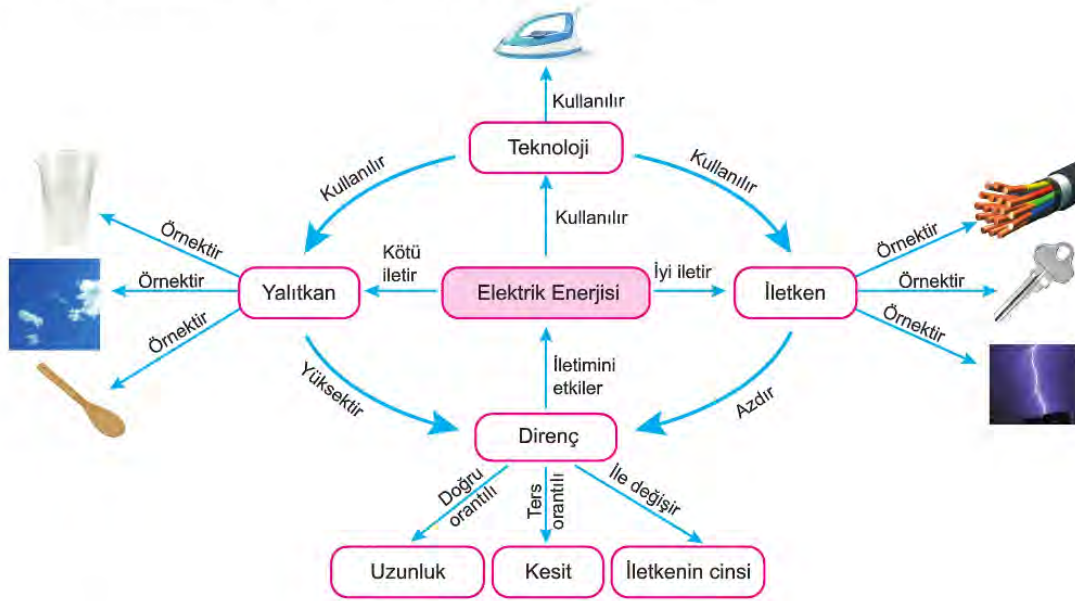 Kullanılır
Teknoloji
Kullanılır
Kullanılır
Kullanılır
Örnektir
Örnektir
Örnektir
Yalıtkan
Kötü
iletir
Elektrik Enerjisi
İyi iletir
İletken
Örnektir
Örnektir
Örnektir
Yüksektir
İletimini
etkiler
Azdır
Direnç
Doğru
orantılı
Ters
orantılı
İle değişir
Uzunluk
Kesit
İletkenin cinsi